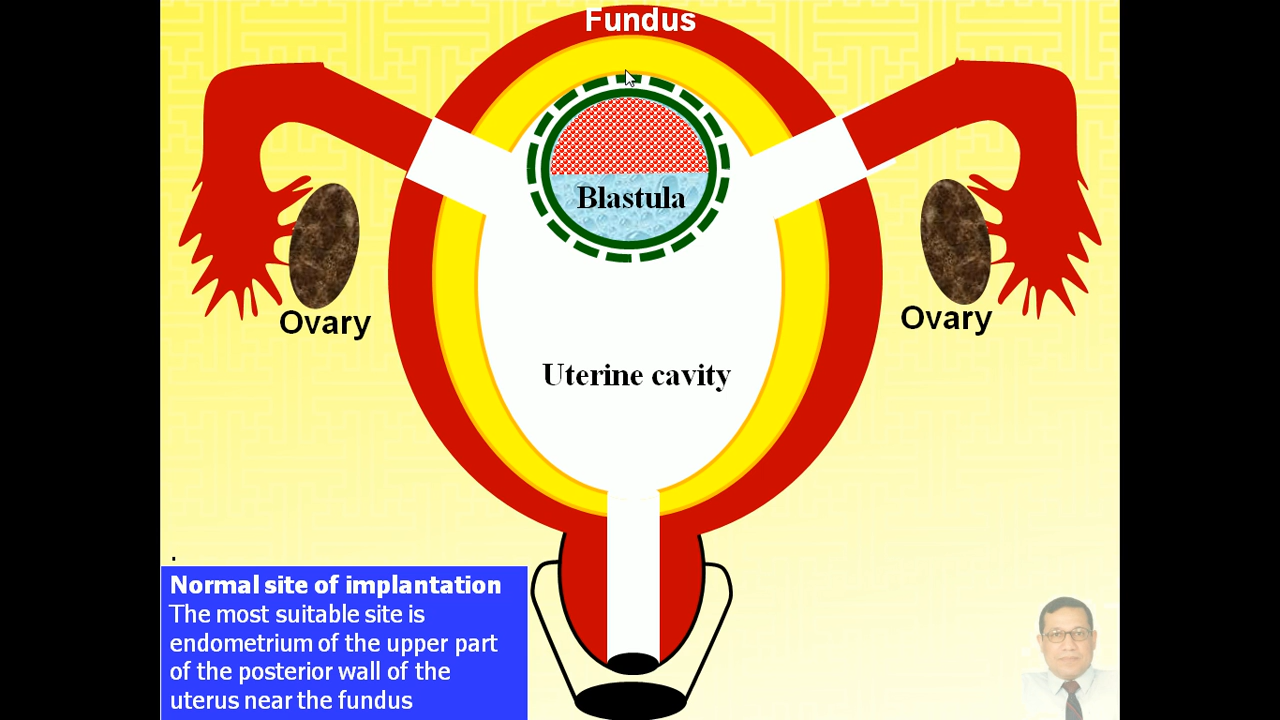 Fundus
Blastula
Ovary
Ovary
Uterine cavity
.
Normal site of implantation
The most suitable site is
endometrium of the upper part
of the posterior wall of the
uterus near the fundus